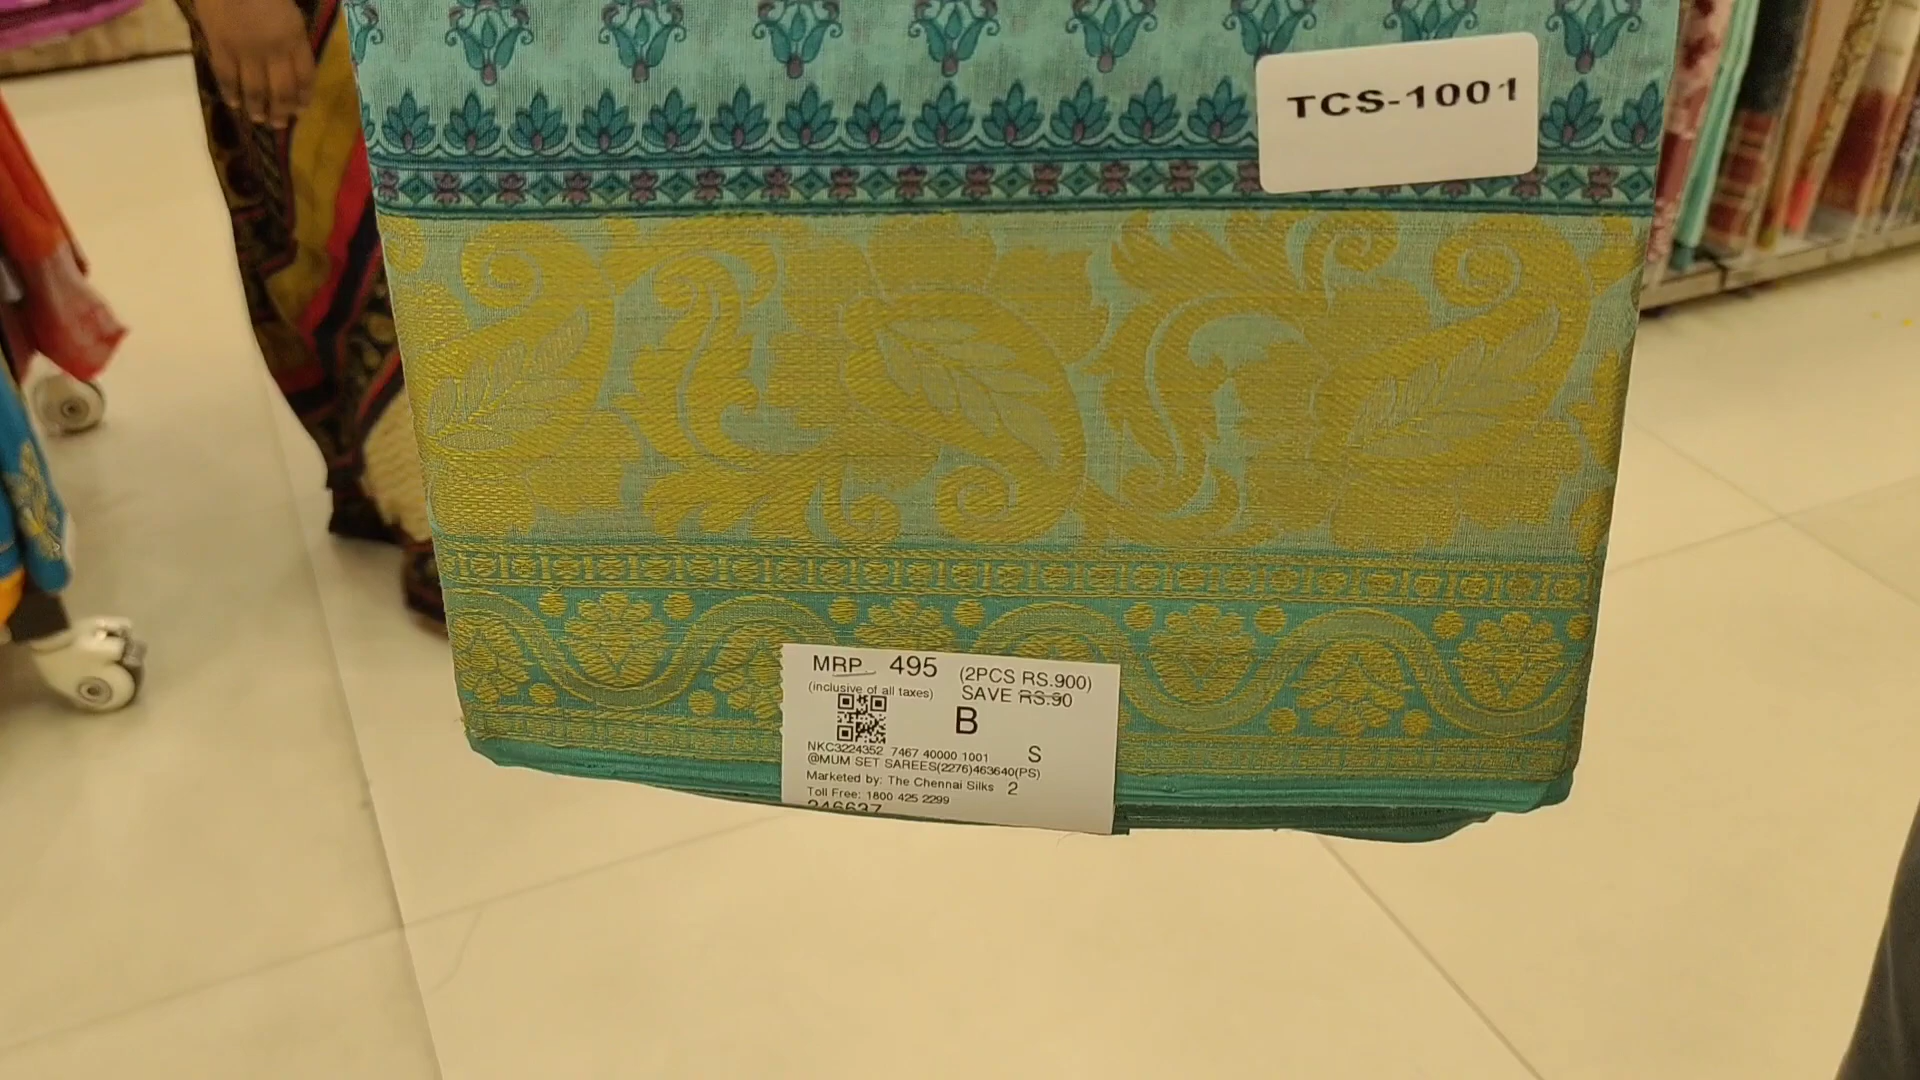 TCS-1001
MRP 495 (2PCS RS.900)
(inclusive of all taxes) SAVE RS.90
B
S
NKC3224352 7467 40000 1001
@MUM SET SAREES(2276)463640(PS)
Marketed by: The Chennai Silks 2
Toll Free: 1800 425 2299
246637